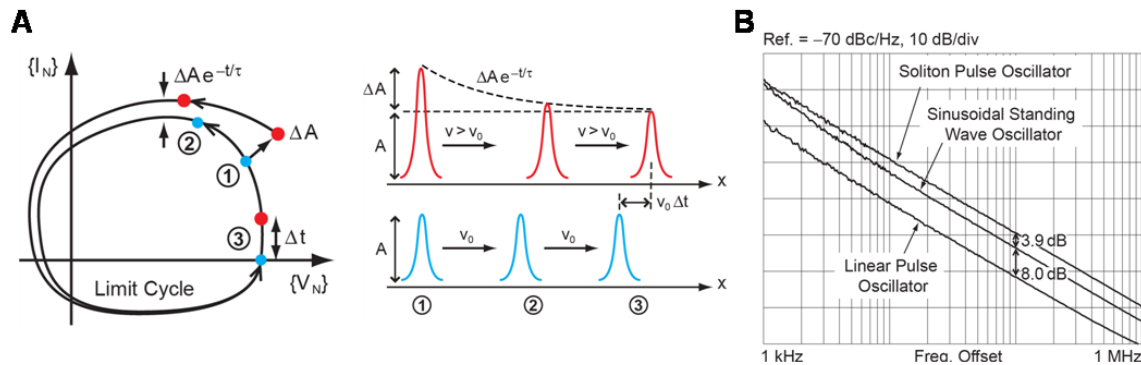 A
{I_N}
ΔA e^{-t/τ}
ΔA
②
①
③
Δt
Limit Cycle
{V_N}
ΔA
A
ΔA e^{-t/τ}
v > v₀
v > v₀
x
v₀ Δt
A
v₀
v₀
x
①
②
③
B
Ref. = −70 dBc/Hz, 10 dB/div
Soliton Pulse Oscillator
Sinusoidal Standing
Wave Oscillator
3.9 dB
8.0 dB
Linear Pulse
Oscillator
1 kHz
Freq. Offset
1 MHz